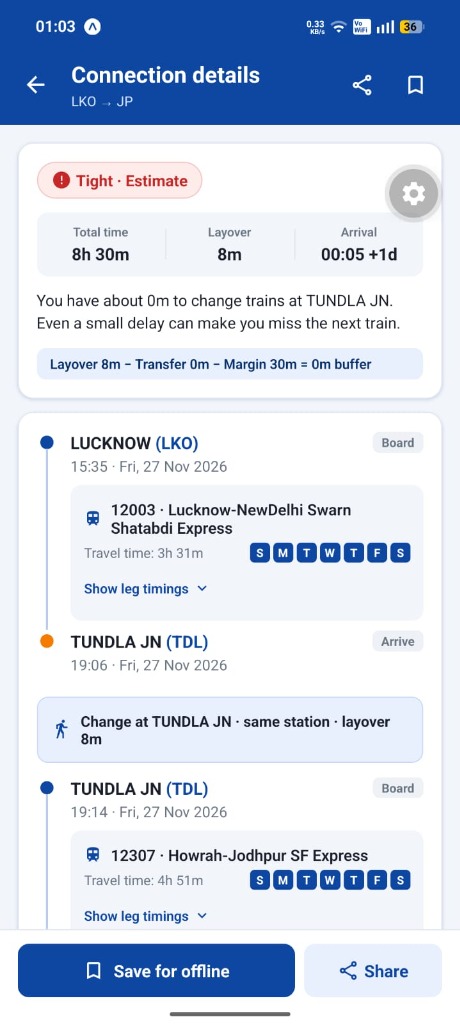 01:03
0.33 KB/s
Vo WiFi
36
Connection details
LKO → JP
Tight · Estimate
Total time Layover Arrival
8h 30m 8m 00:05 +1d
You have about 0m to change trains at TUNDLA JN.
Even a small delay can make you miss the next train.
Layover 8m − Transfer 0m − Margin 30m = 0m buffer
LUCKNOW (LKO) Board
15:35 · Fri, 27 Nov 2026
12003 · Lucknow-NewDelhi Swarn
Shatabdi Express
Travel time: 3h 31m S M T W T F S
Show leg timings
TUNDLA JN (TDL) Arrive
19:06 · Fri, 27 Nov 2026
Change at TUNDLA JN · same station · layover
8m
TUNDLA JN (TDL) Board
19:14 · Fri, 27 Nov 2026
12307 · Howrah-Jodhpur SF Express
Travel time: 4h 51m S M T W T F S
Show leg timings
Save for offline Share